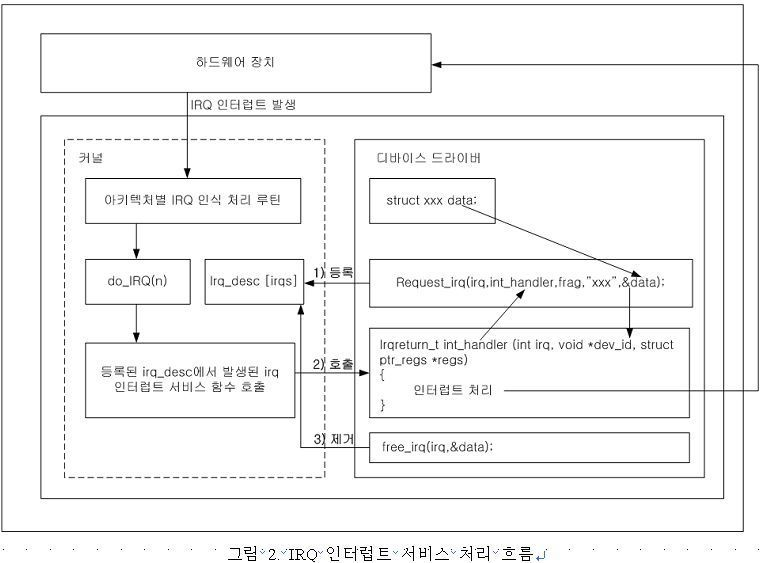 하드웨어 장치
IRQ 인터럽트 발생
커널
아키텍처별 IRQ 인식 처리 루틴
do_IRQ(n)
Irq_desc [irqs]
등록된 irq_desc에서 발생된 irq
인터럽트 서비스 함수 호출
1) 등록
2) 호출
3) 제거
디바이스 드라이버
struct xxx data;
Request_irq(irq,int_handler,frag,"xxx",&data);
Irqreturn_t int_handler (int irq, void *dev_id, struct
ptr_regs *regs)
{
인터럽트 처리
}
free_irq(irq,&data);
그림 2. IRQ 인터럽트 서비스 처리 흐름